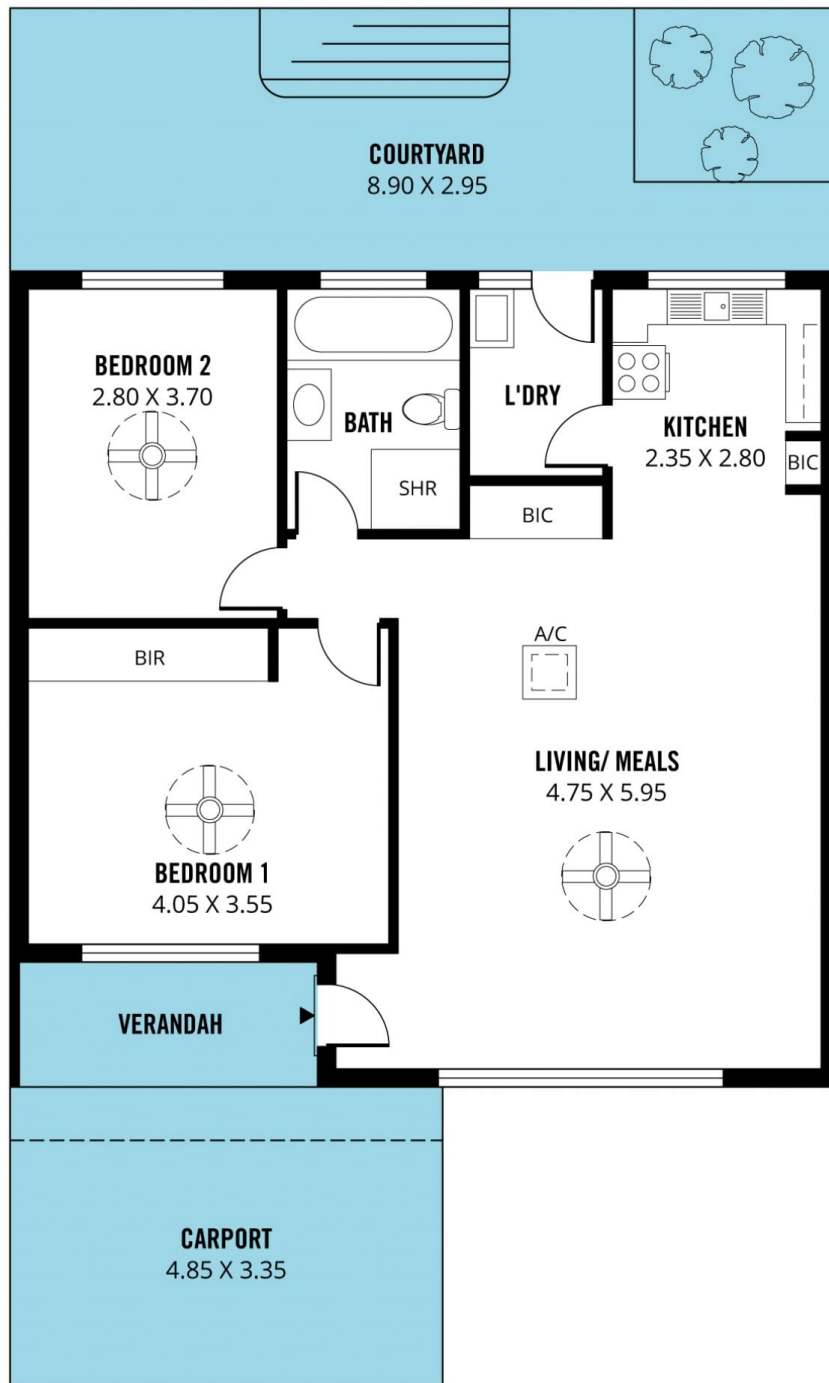 COURTYARD
8.90 X 2.95
BEDROOM 2
2.80 X 3.70
BATH
SHR
L'DRY
KITCHEN
2.35 X 2.80
BIC
BIC
BIR
A/C
LIVING/ MEALS
4.75 X 5.95
BEDROOM 1
4.05 X 3.55
VERANDAH
CARPORT
4.85 X 3.35